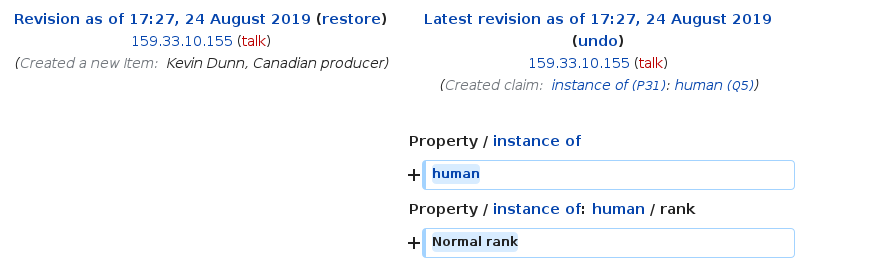 Revision as of 17:27, 24 August 2019 (restore)
159.33.10.155 (talk)
(Created a new Item: Kevin Dunn, Canadian producer)
Latest revision as of 17:27, 24 August 2019
(undo)
159.33.10.155 (talk)
(Created claim: instance of (P31): human (Q5))
Property / instance of
+ human
Property / instance of: human / rank
+ Normal rank